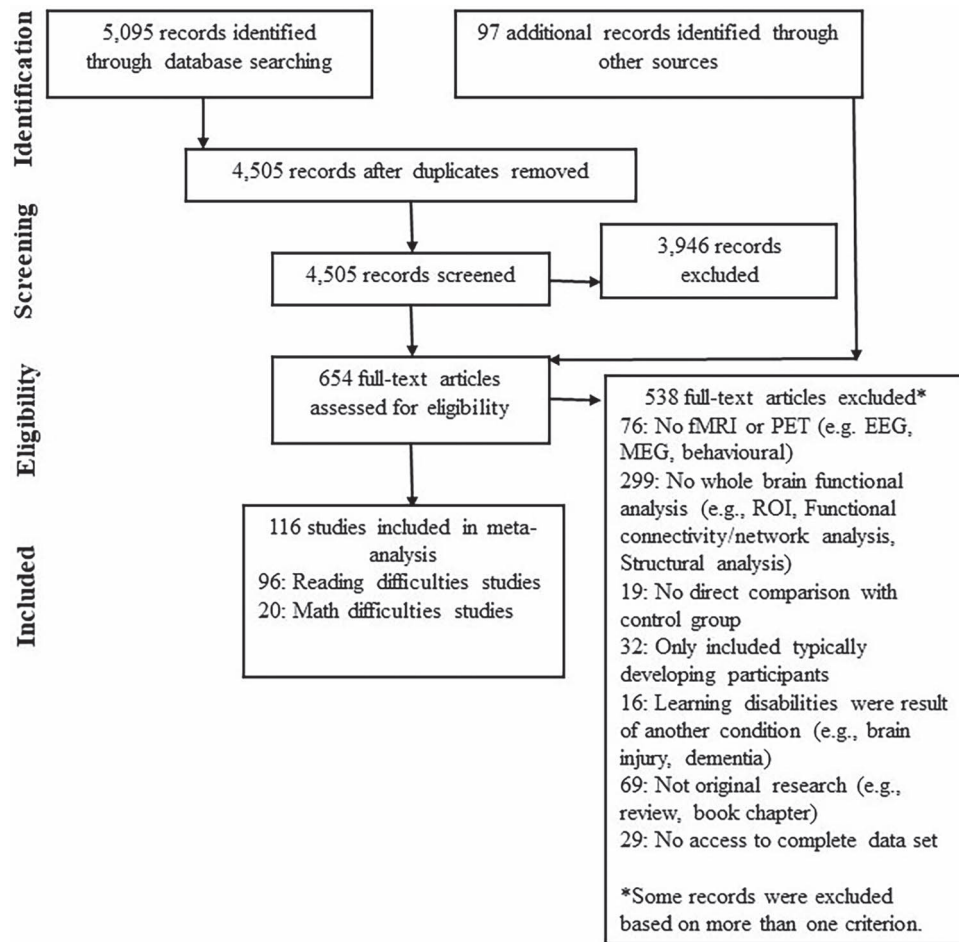 Identification
5,095 records identified
through database searching
97 additional records identified through
other sources
4,505 records after duplicates removed
Screening
4,505 records screened
3,946 records
excluded
Eligibility
654 full-text articles
assessed for eligibility
538 full-text articles excluded*
76: No fMRI or PET (e.g. EEG,
MEG, behavioural)
299: No whole brain functional
analysis (e.g., ROI, Functional
connectivity/network analysis,
Structural analysis)
19: No direct comparison with
control group
32: Only included typically
developing participants
16: Learning disabilities were result
of another condition (e.g., brain
injury, dementia)
69: Not original research (e.g.,
review, book chapter)
29: No access to complete data set
*Some records were excluded
based on more than one criterion.
Included
116 studies included in meta-
analysis
96: Reading difficulties studies
20: Math difficulties studies